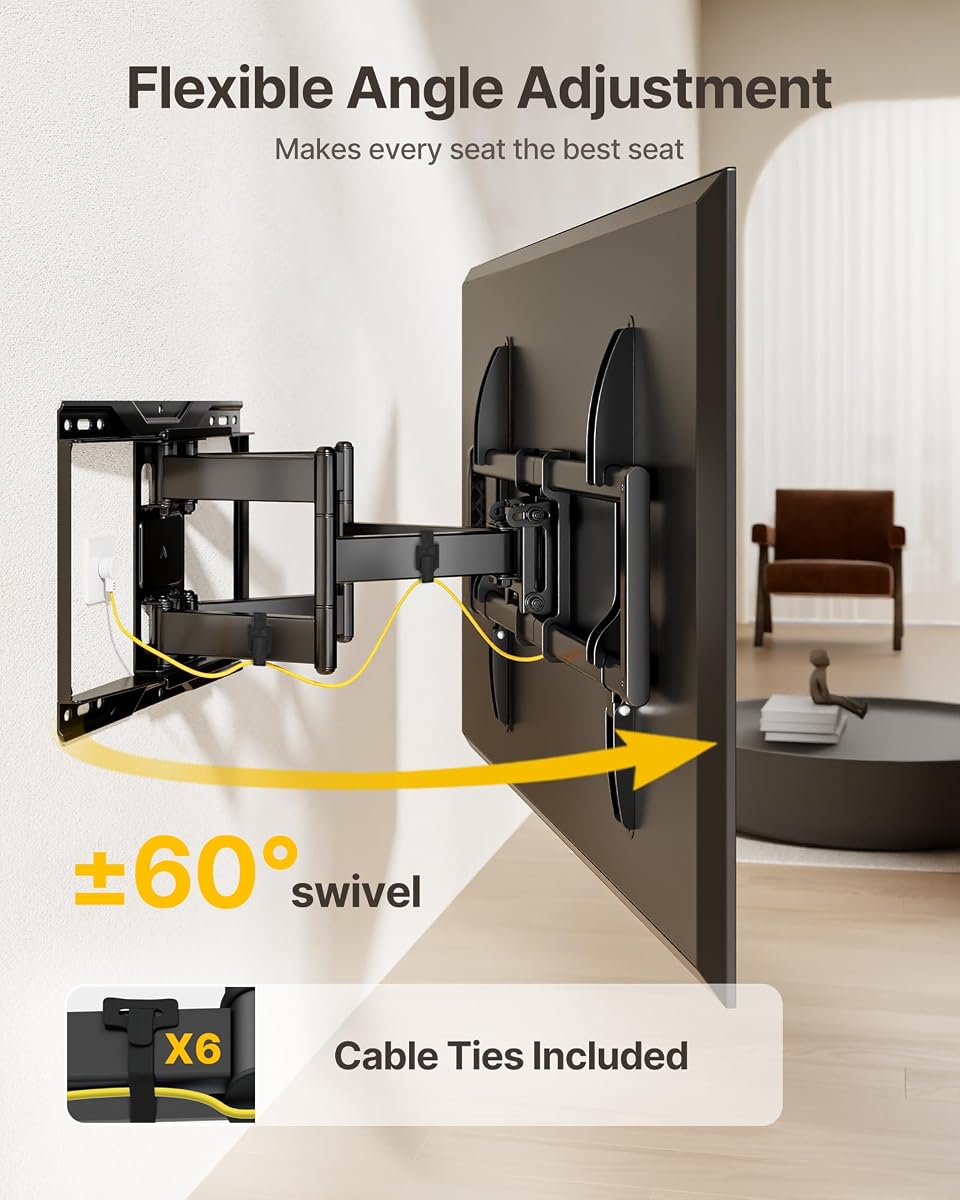 Flexible Angle Adjustment
Makes every seat the best seat
±60° swivel
X6
Cable Ties Included